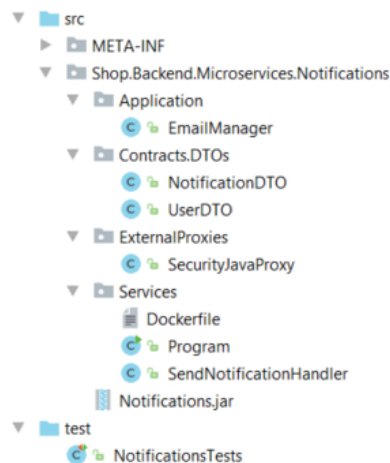 src
META-INF
Shop.Backend.Microservices.Notifications
Application
EmailManager
Contracts.DTOs
NotificationDTO
UserDTO
ExternalProxies
SecurityJavaProxy
Services
Dockerfile
Program
SendNotificationHandler
Notifications.jar
test
NotificationsTests